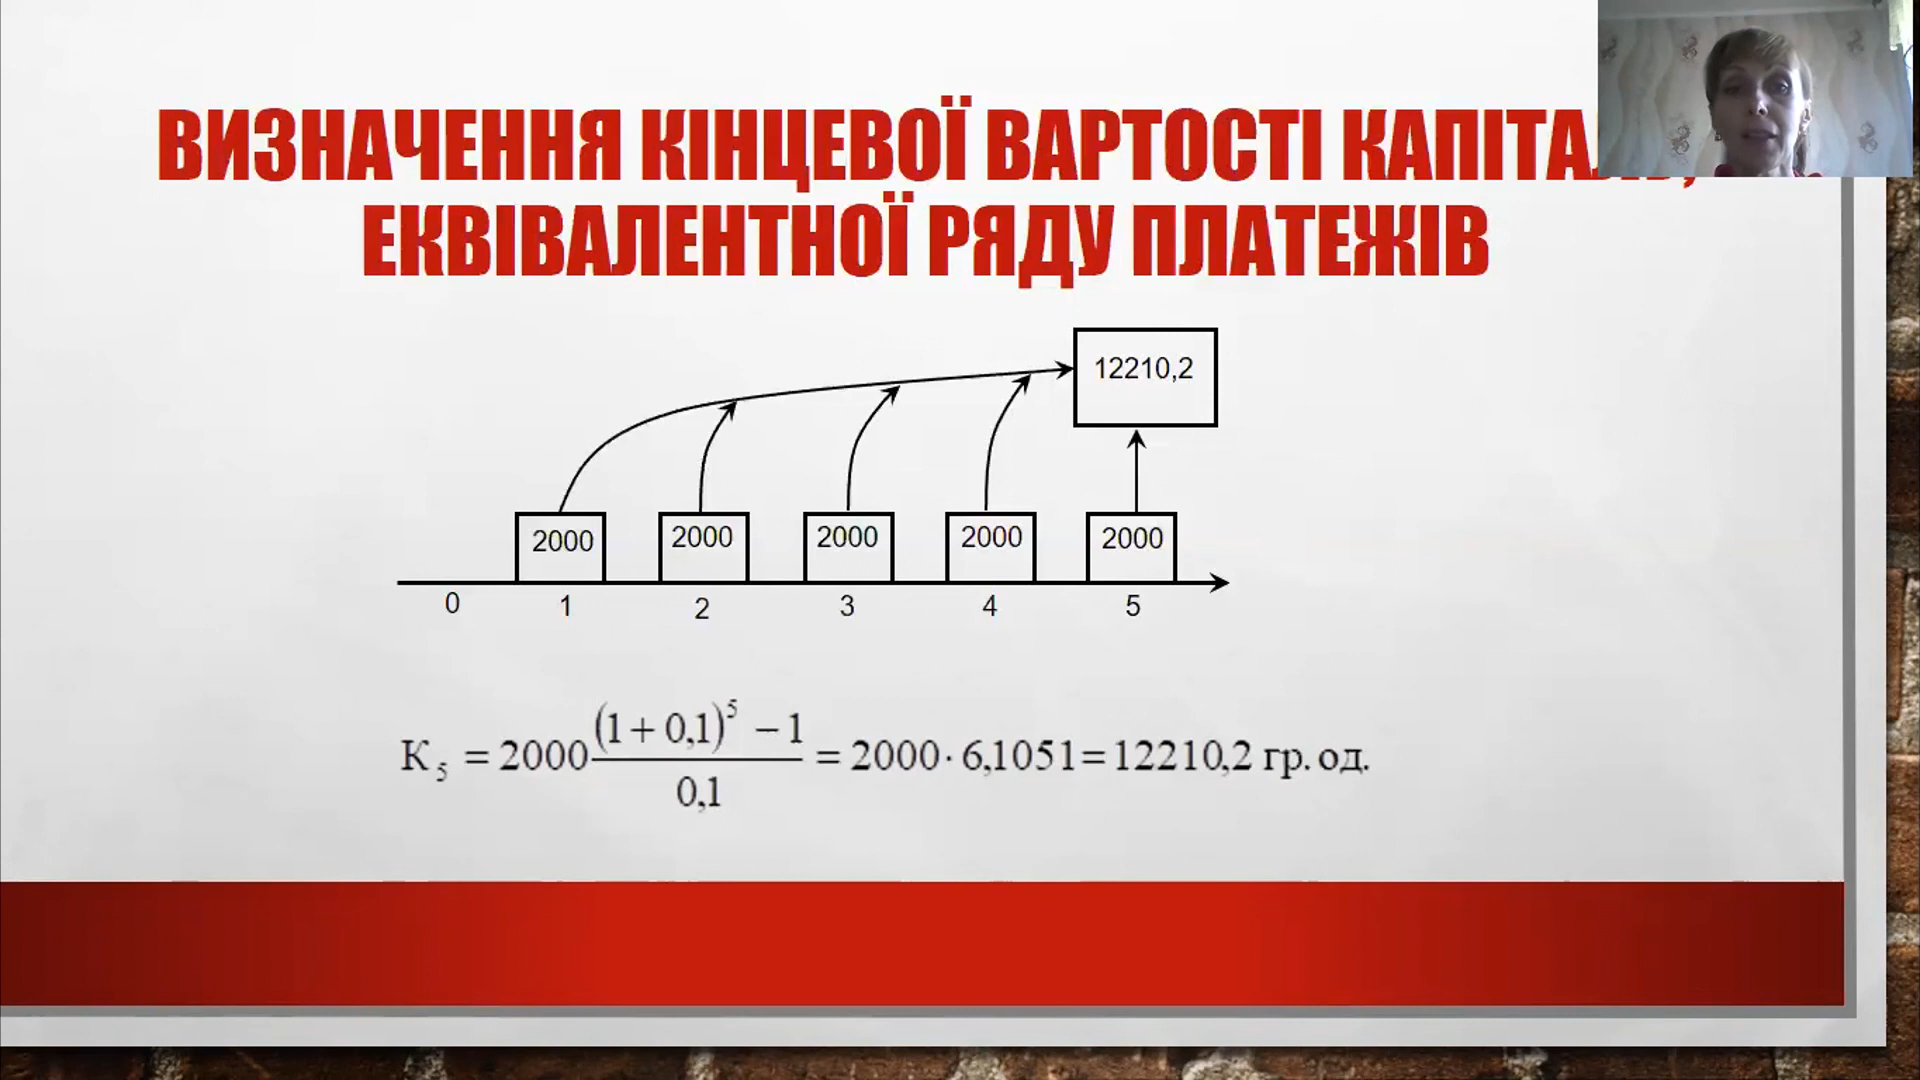 ВИЗНАЧЕННЯ КІНЦЕВОЇ ВАРТОСТІ
ЕКВІВАЛЕНТНОЇ РЯДУ ПЛАТЕЖІВ
12210,2
2000 2000 2000 2000 2000
0 1 2 3 4 5
К₅ = 2000 ((1+0,1)⁵ − 1) / 0,1 = 2000 · 6,1051 = 12210,2 гр. од.